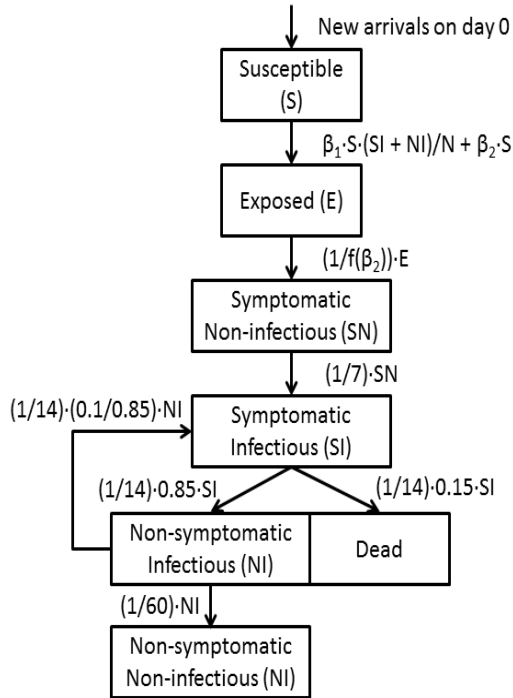 New arrivals on day 0
Susceptible
(S)
β₁·S·(SI + NI)/N + β₂·S
Exposed (E)
(1/f(β₂))·E
Symptomatic
Non-infectious (SN)
(1/7)·SN
(1/14)·(0.1/0.85)·NI
Symptomatic
Infectious (SI)
(1/14)·0.85·SI
(1/14)·0.15·SI
Non-symptomatic
Infectious (NI)
Dead
(1/60)·NI
Non-symptomatic
Non-infectious (NI)